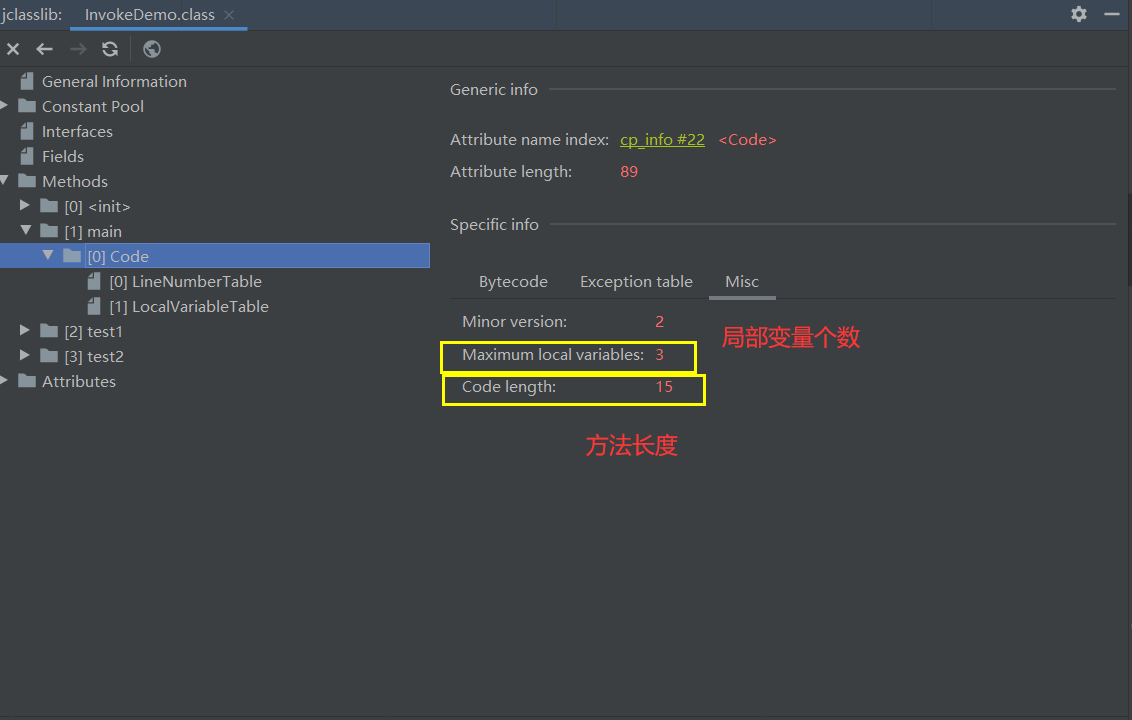 jclasslib: InvokeDemo.class
General Information
Constant Pool
Interfaces
Fields
Methods
[0] <init>
[1] main
[0] Code
[0] LineNumberTable
[1] LocalVariableTable
[2] test1
[3] test2
Attributes
Generic info
Attribute name index: cp_info #22 <Code>
Attribute length: 89
Specific info
Bytecode Exception table Misc
Minor version: 2
Maximum local variables: 3
局部变量个数
Code length: 15
方法长度